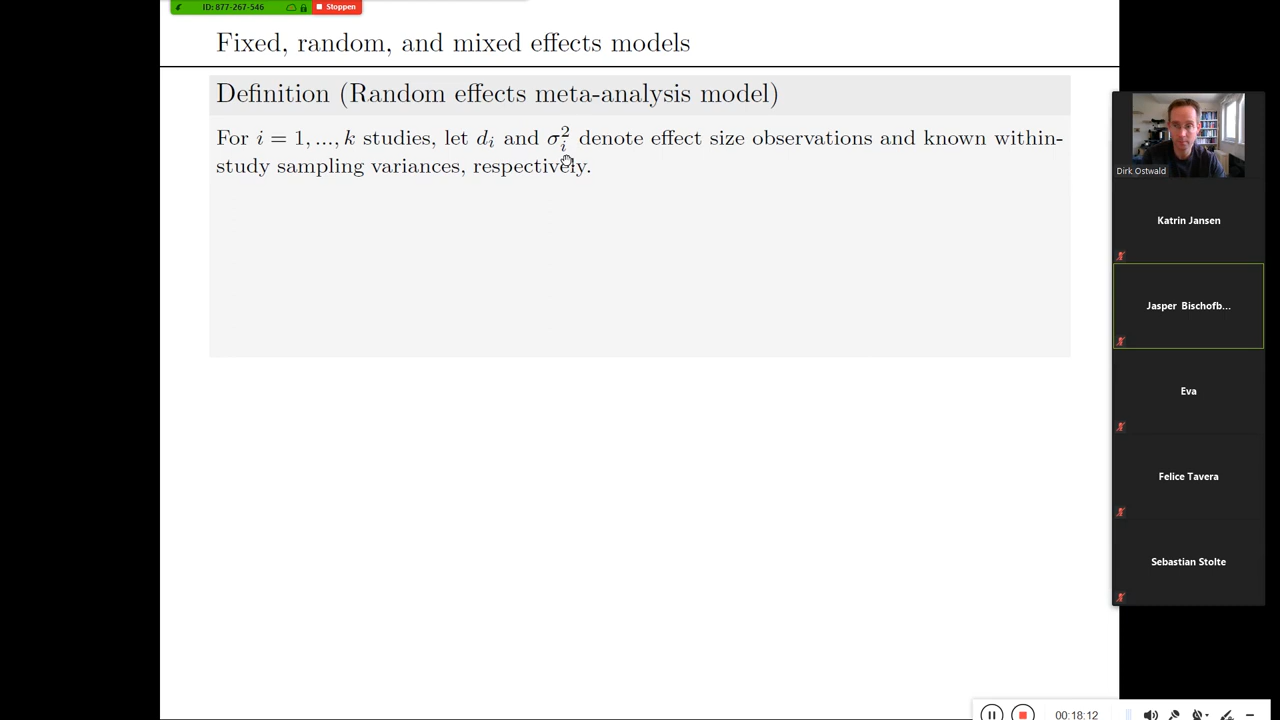 ID: 877-267-546 Stoppen
Fixed, random, and mixed effects models
Definition (Random effects meta-analysis model)
For i = 1, ..., k studies, let dᵢ and σᵢ² denote effect size observations and known within-
study sampling variances, respectively.
Dirk Ostwald
Katrin Jansen
Jasper Bischofb...
Eva
Felice Tavera
Sebastian Stolte
00:18:12